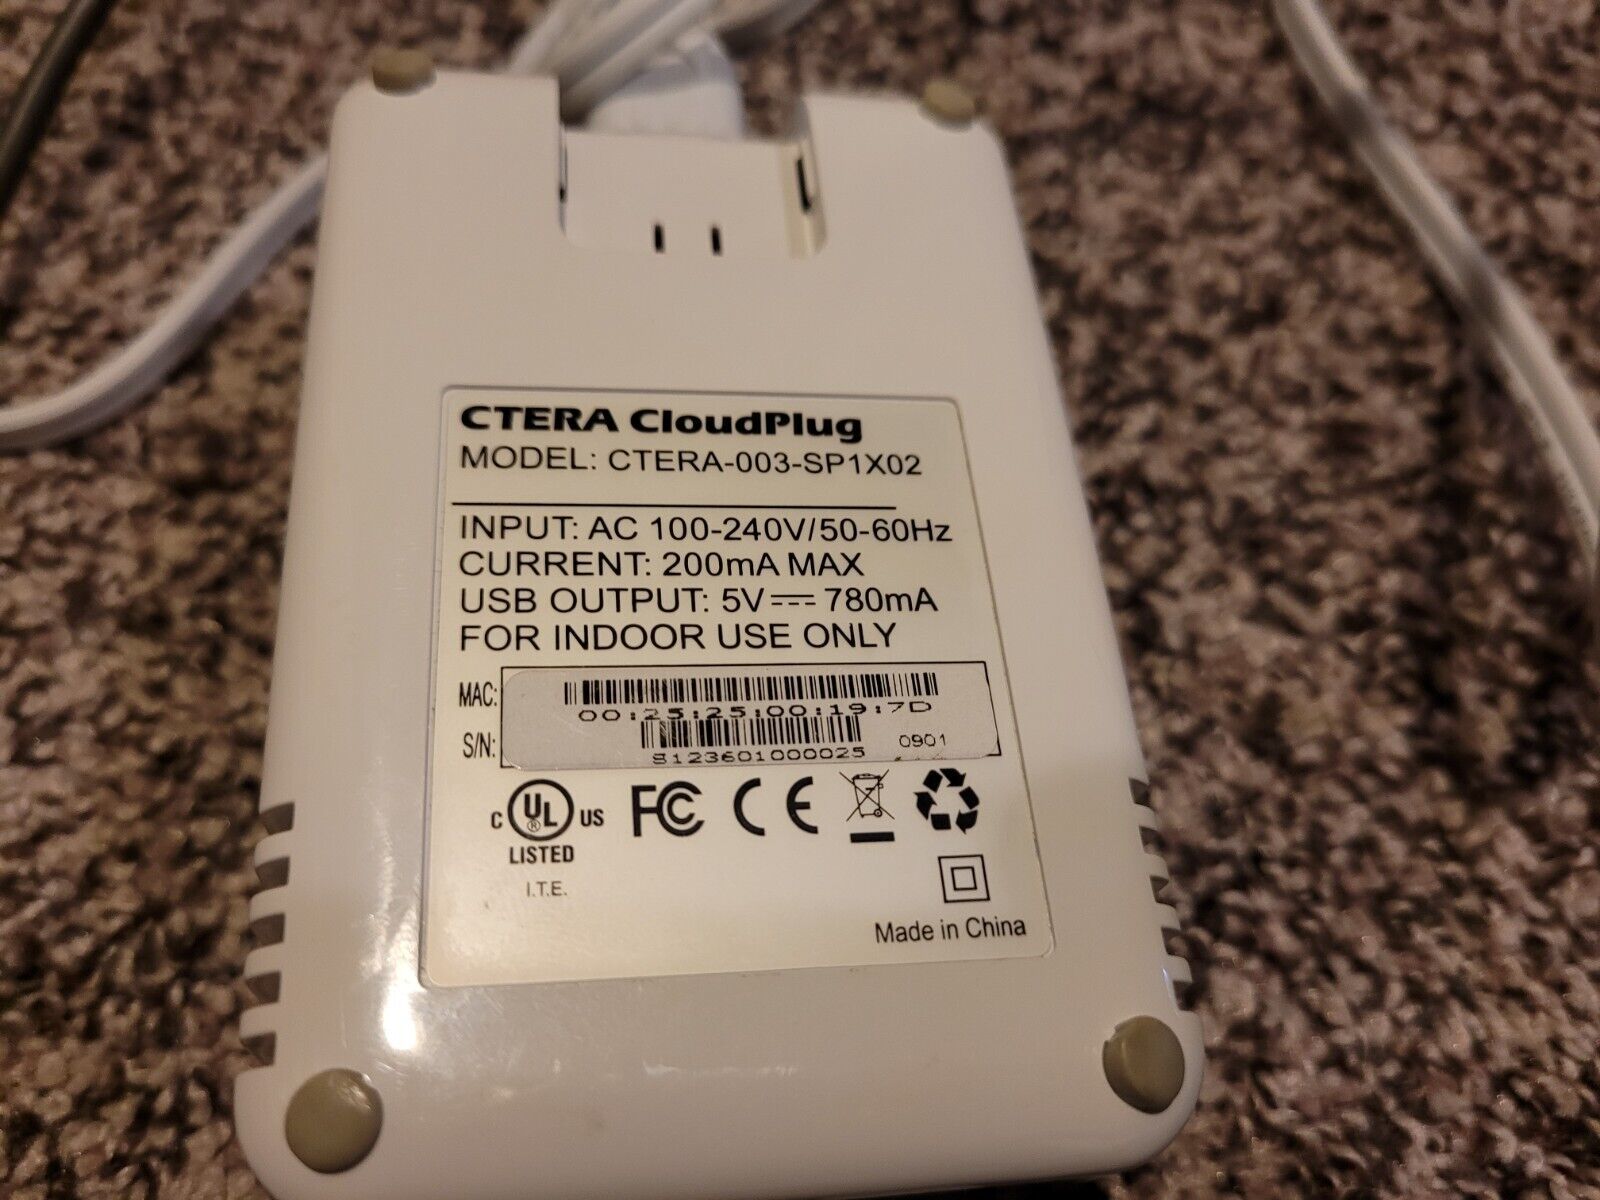 CTERA CloudPlug
MODEL: CTERA-003-SP1X02
INPUT: AC 100-240V/50-60Hz
CURRENT: 200mA MAX
USB OUTPUT: 5V⎓780mA
FOR INDOOR USE ONLY
MAC:
00:25:25:00:19:7D
S/N:
S123601000025 0901
C UL® US FC CE
LISTED
I.T.E.
Made in China